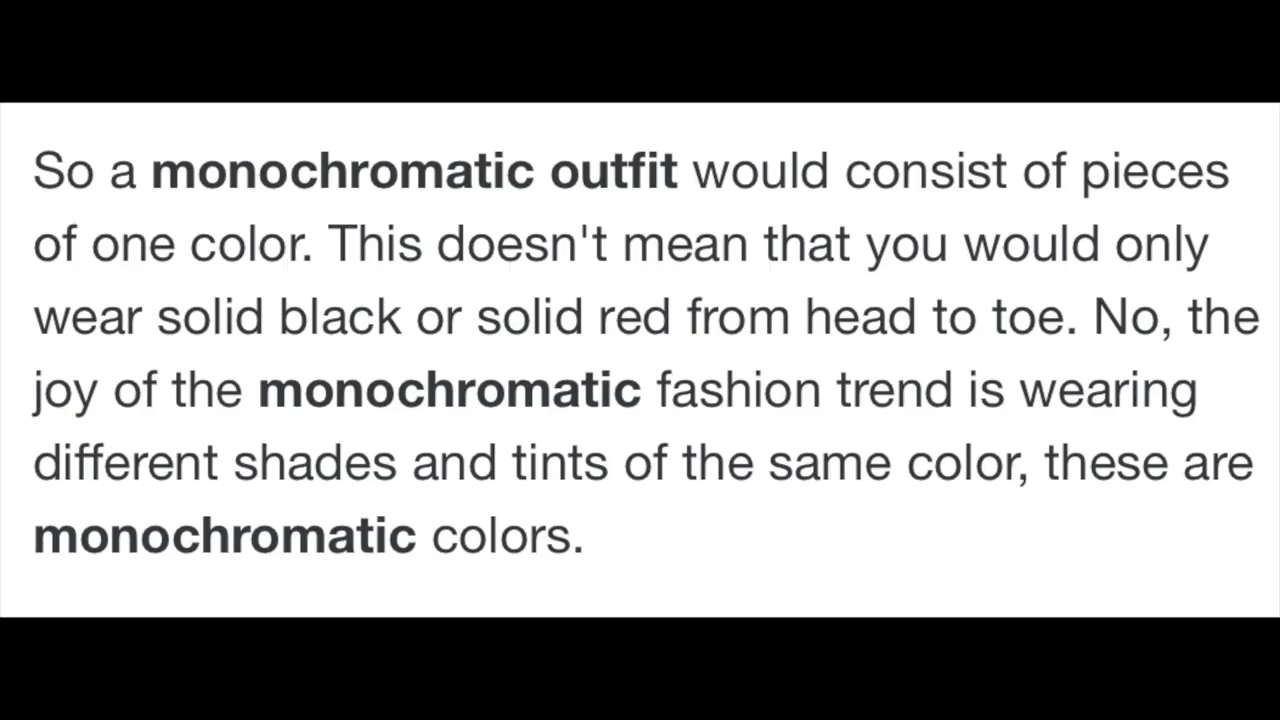 So a monochromatic outfit would consist of pieces
of one color. This doesn't mean that you would only
wear solid black or solid red from head to toe. No, the
joy of the monochromatic fashion trend is wearing
different shades and tints of the same color, these are
monochromatic colors.